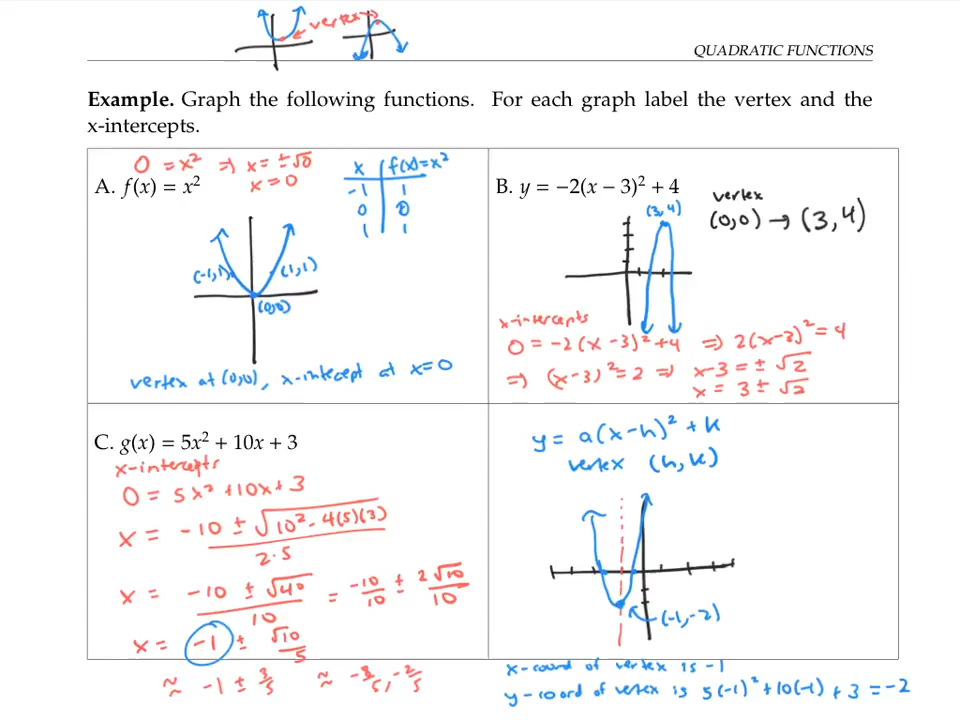 vertex
QUADRATIC FUNCTIONS
Example. Graph the following functions. For each graph label the vertex and the
x-intercepts.
0 = x² ⇒ x = ±√0
x = 0
A. f(x) = x²
x | f(x)=x²
-1 | 1
0 | 0
1 | 1
(-1,1)
(1,1)
(0,0)
vertex at (0,0), x-intecept at x=0
B. y = −2(x − 3)² + 4
vertex
(0,0) → (3,4)
(3,4)
x-intercepts
0 = -2(x-3)²+4 ⇒ 2(x-3)² = 4
⇒ (x-3)² = 2 ⇒ x-3 = ±√2
x = 3 ± √2
C. g(x) = 5x² + 10x + 3
x-intercepts
0 = 5x² + 10x + 3
x = (-10 ± √(10² - 4(5)(3)))/(2·5)
x = (-10 ± √40)/10 = -10/10 ± 2√10/10
x = -1 ± √10/5
≈ -1 ± 3/5 ≈ -8/5, -2/5
y = a(x-h)² + k
vertex (h, k)
(-1,-2)
x-coord of vertex is -1
y-coord of vertex is 5(-1)² + 10(-1) + 3 = -2